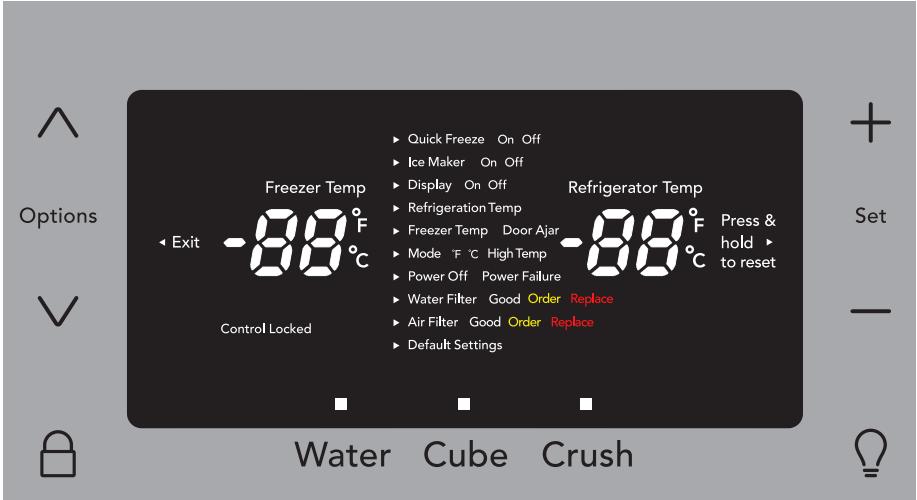 Options
Exit
Freezer Temp
-88 °F °C
Control Locked
Quick Freeze On Off
Ice Maker On Off
Display On Off
Refrigeration Temp
Freezer Temp Door Ajar
Mode °F °C High Temp
Power Off Power Failure
Water Filter Good Order Replace
Air Filter Good Order Replace
Default Settings
Refrigerator Temp
-88 °F °C
Press &
hold
to reset
Set
Water Cube Crush